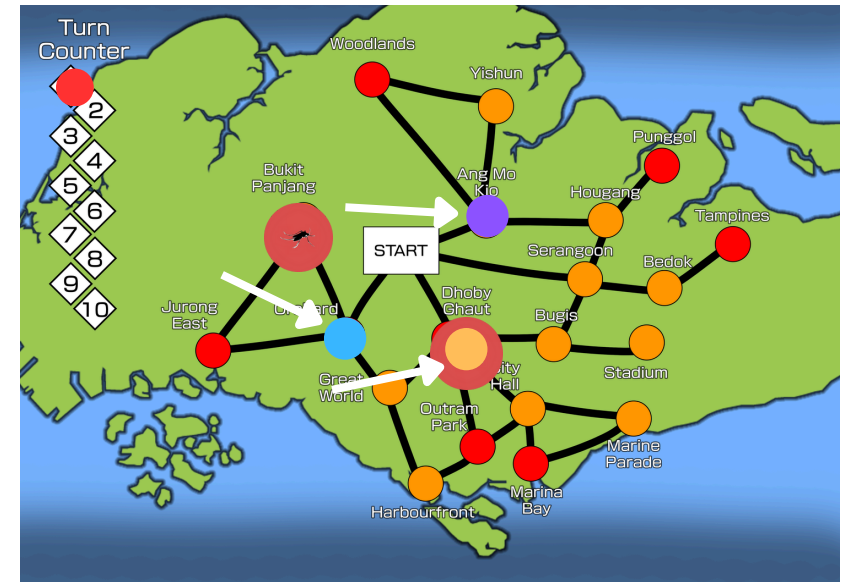 Turn
Counter
2
3
4
5
6
7
8
9
10
Woodlands
Yishun
Punggol
Bukit
Panjang
Ang Mo
Kio
Hougang
Tampines
START
Serangoon
Bedok
Jurong
East
Dhoby
Ghaut
Bugis
Stadium
Great
World
Hall
Outram
Park
Marine
Parade
Marina
Bay
Harbourfront